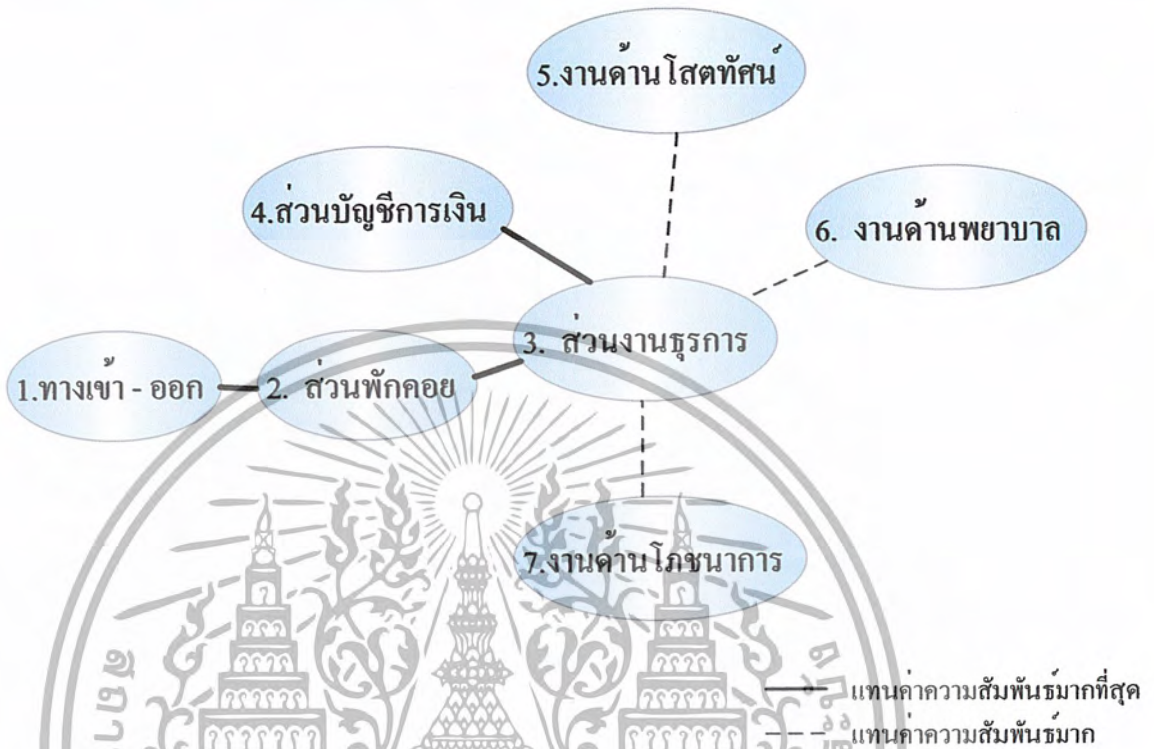 5.งานด้านโสตทัศน์
4.ส่วนบัญชีการเงิน
6. งานด้านพยาบาล
3. ส่วนงานธุรการ
1.ทางเข้า - ออก
2. ส่วนพักคอย
7.งานด้านโภชนาการ
แทนค่าความสัมพันธ์มากที่สุด
แทนค่าความสัมพันธ์มาก